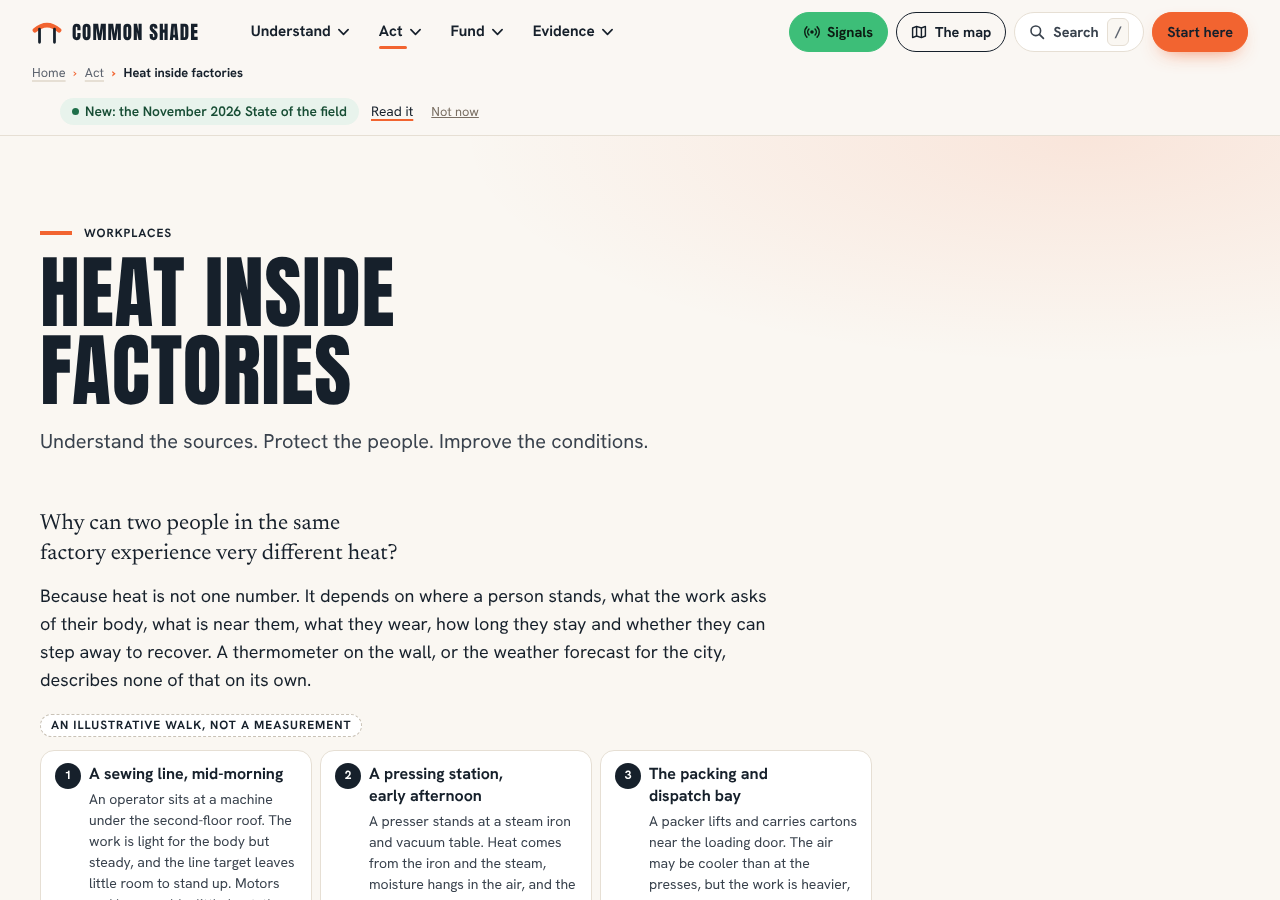 COMMON SHADE
Understand
Act
Fund
Evidence
Signals
The map
Search /
Start here
Home › Act › Heat inside factories
New: the November 2026 State of the field
Read it
Not now
WORKPLACES
HEAT INSIDE
FACTORIES
Understand the sources. Protect the people. Improve the conditions.
Why can two people in the same
factory experience very different heat?
Because heat is not one number. It depends on where a person stands, what the work asks
of their body, what is near them, what they wear, how long they stay and whether they can
step away to recover. A thermometer on the wall, or the weather forecast for the city,
describes none of that on its own.
AN ILLUSTRATIVE WALK, NOT A MEASUREMENT
1
A sewing line, mid-morning
An operator sits at a machine
under the second-floor roof. The
work is light for the body but
steady, and the line target leaves
little room to stand up. Motors
2
A pressing station,
early afternoon
A presser stands at a steam iron
and vacuum table. Heat comes
from the iron and the steam,
moisture hangs in the air, and the
3
The packing and
dispatch bay
A packer lifts and carries cartons
near the loading door. The air
may be cooler than at the
presses, but the work is heavier,